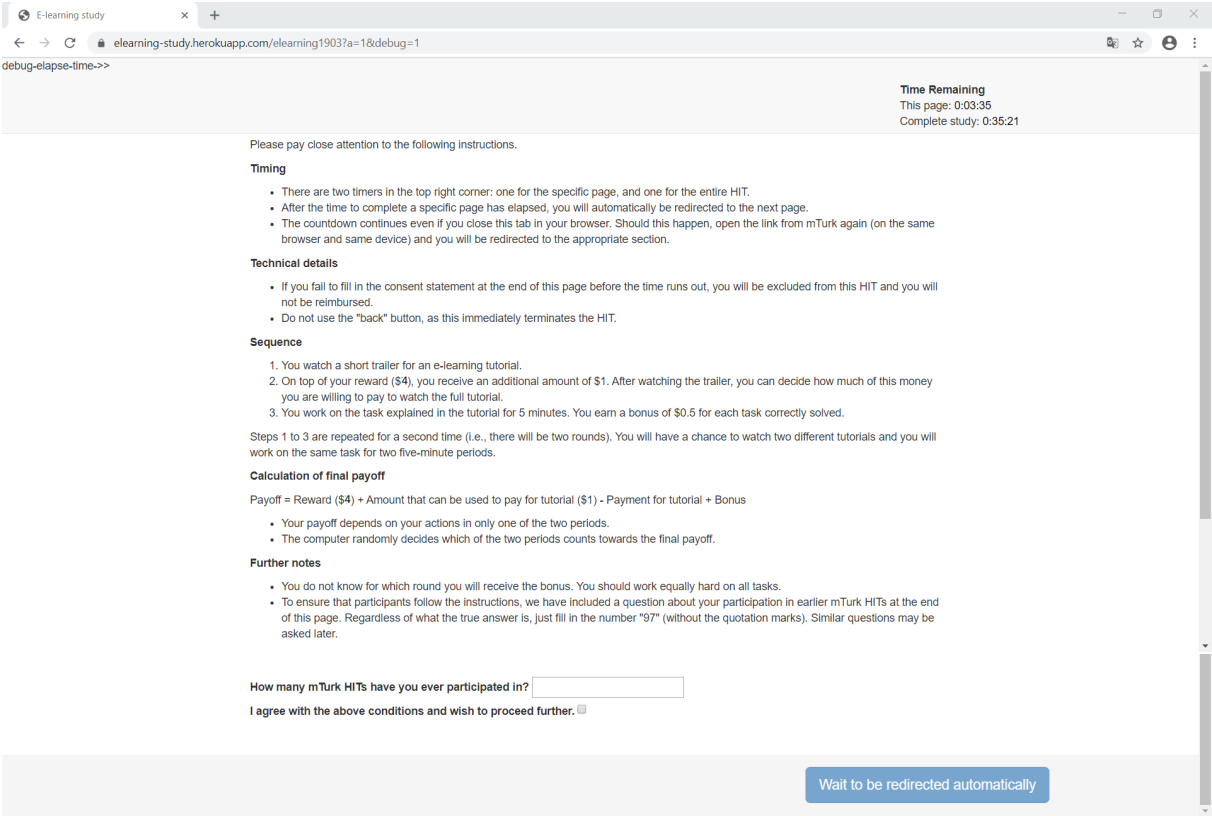 E-learning study
elearning-study.herokuapp.com/elearning1903?a=1&debug=1
debug-elapse-time->>
Time Remaining
This page: 0:03:35
Complete study: 0:35:21
Please pay close attention to the following instructions.
Timing
• There are two timers in the top right corner: one for the specific page, and one for the entire HIT.
• After the time to complete a specific page has elapsed, you will automatically be redirected to the next page.
• The countdown continues even if you close this tab in your browser. Should this happen, open the link from mTurk again (on the same
browser and same device) and you will be redirected to the appropriate section.
Technical details
• If you fail to fill in the consent statement at the end of this page before the time runs out, you will be excluded from this HIT and you will
not be reimbursed.
• Do not use the "back" button, as this immediately terminates the HIT.
Sequence
1. You watch a short trailer for an e-learning tutorial.
2. On top of your reward ($4), you receive an additional amount of $1. After watching the trailer, you can decide how much of this money
you are willing to pay to watch the full tutorial.
3. You work on the task explained in the tutorial for 5 minutes. You earn a bonus of $0.5 for each task correctly solved.
Steps 1 to 3 are repeated for a second time (i.e., there will be two rounds). You will have a chance to watch two different tutorials and you will
work on the same task for two five-minute periods.
Calculation of final payoff
Payoff = Reward ($4) + Amount that can be used to pay for tutorial ($1) - Payment for tutorial + Bonus
• Your payoff depends on your actions in only one of the two periods.
• The computer randomly decides which of the two periods counts towards the final payoff.
Further notes
• You do not know for which round you will receive the bonus. You should work equally hard on all tasks.
• To ensure that participants follow the instructions, we have included a question about your participation in earlier mTurk HITs at the end
of this page. Regardless of what the true answer is, just fill in the number "97" (without the quotation marks). Similar questions may be
asked later.
How many mTurk HITs have you ever participated in?
I agree with the above conditions and wish to proceed further.
Wait to be redirected automatically